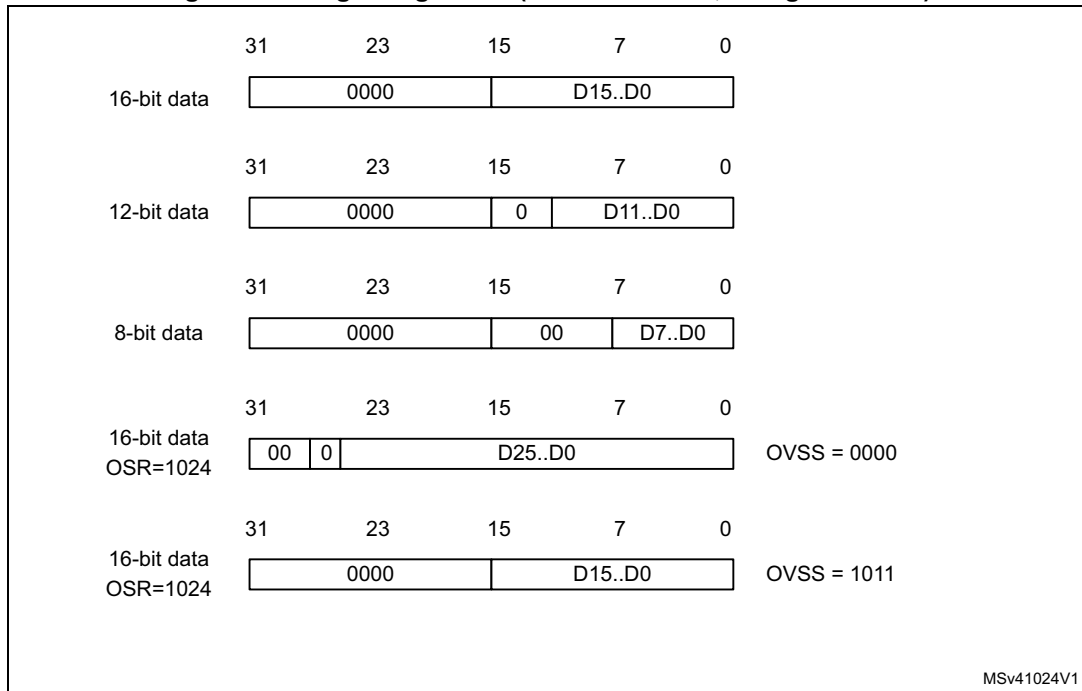 31 23 15 7 0
16-bit data 0000 D15..D0
31 23 15 7 0
12-bit data 0000 0 D11..D0
31 23 15 7 0
8-bit data 0000 00 D7..D0
31 23 15 7 0
16-bit data
OSR=1024 00 0 D25..D0 OVSS = 0000
31 23 15 7 0
16-bit data
OSR=1024 0000 D15..D0 OVSS = 1011
MSv41024V1